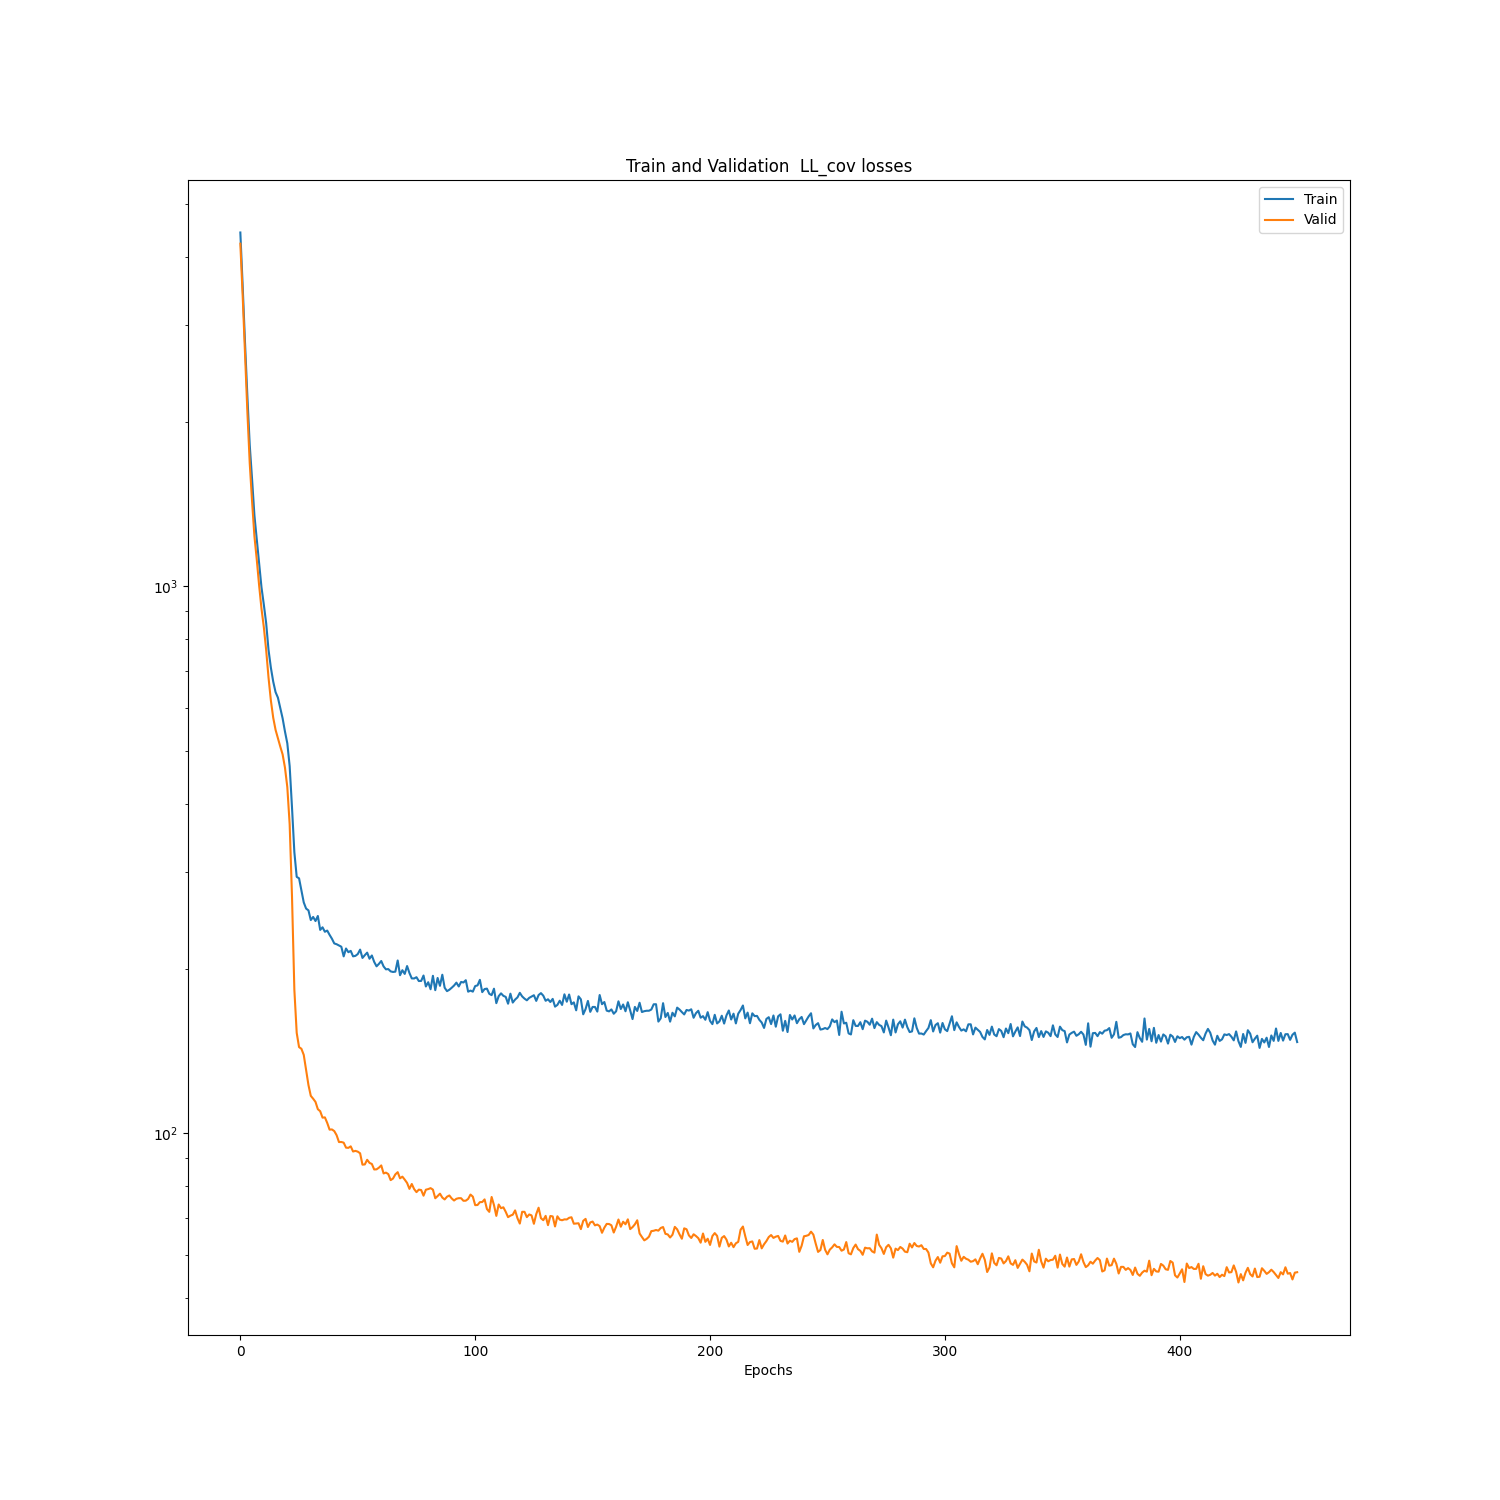 Train and Validation  LL_cov losses
Train
Valid
10³
10²
0 100 200 300 400
Epochs